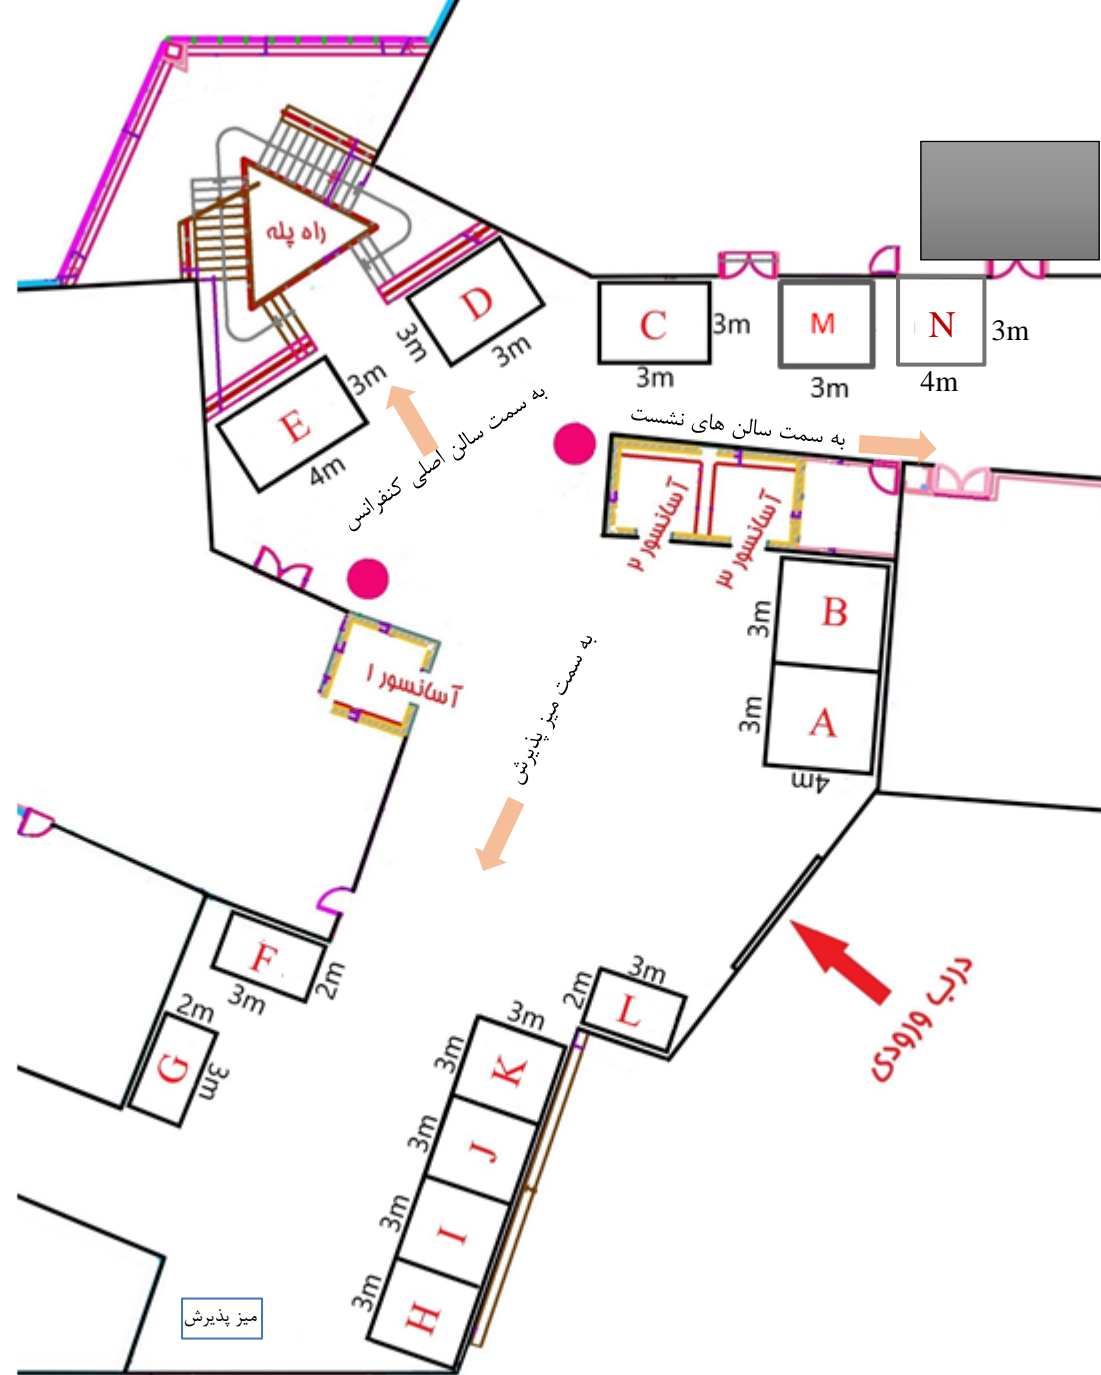 راه پله
D
3m
3m
C
3m
3m
M
3m
N
3m
4m
E
3m
4m
به سمت سالن اصلی کنفرانس
به سمت سالن های نشست
آسانسور ۲
آسانسور ۳
B
3m
A
3m
4m
آسانسور ۱
به سمت میز پذیرش
درب ورودی
F
3m
2m
G
2m
3m
L
3m
2m
K
3m
3m
J
3m
I
3m
H
3m
میز پذیرش